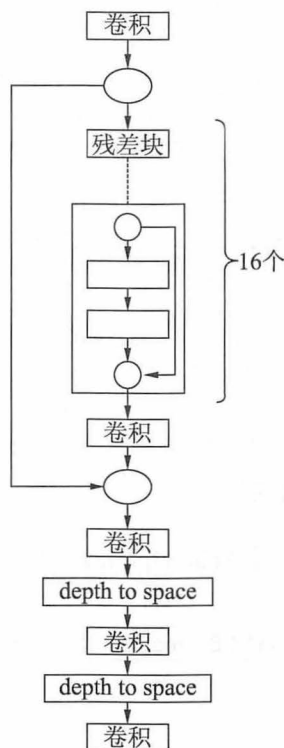 卷积
残差块
16个
卷积
卷积
depth to space
卷积
depth to space
卷积